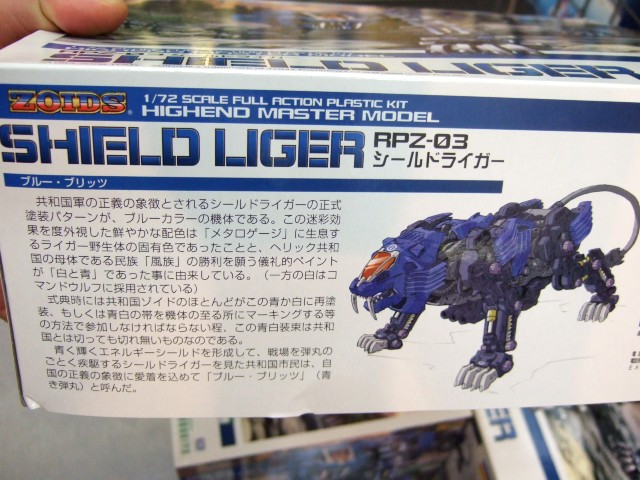 SHIELD LIGER
ZOIDS
1/72 SCALE FULL ACTION PLASTIC KIT
HIGHEND MASTER MODEL
SHIELD LIGER
RPZ-03
シールドライガー
ブルー・ブリッツ
共和国軍の正義の象徴とされるシールドライガーの正式
塗装パターンが、ブルーカラーの機体である。この迷彩効
果を度外視した鮮やかな配色は「メタロゲージ」に生息す
るライガー野生体の固有色であったことと、ヘリック共和
国の母体である民族「風族」の勝利を願う儀礼的ペイント
が「白と青」であった事に由来している。（一方の白はコ
マンドウルフに採用されている）
式典時には共和国ゾイドのほとんどがこの青か白に再塗
装、もしくは青白の帯を機体の至る所にマーキングする等
の方法で参加しなければならない程、この青白装束は共和
国とは切っても切れ無いものなのである。
青く輝くエネルギーシールドを形成して、戦場を弾丸の
ごとく疾駆するシールドライガーを見た共和国市民は、自
国の正義の象徴に愛着を込めて「ブルー・ブリッツ」（青
き弾丸）と呼んだ。